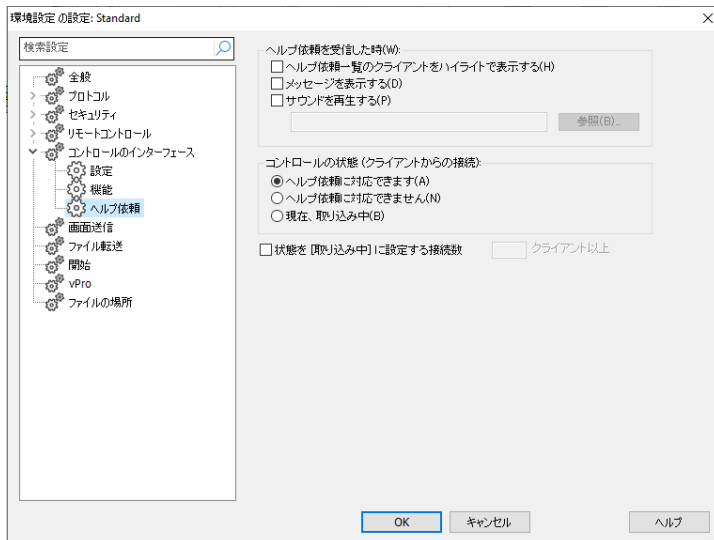 環境設定 の設定: Standard
検索設定
全般
プロトコル
セキュリティ
リモートコントロール
コントロールのインターフェース
設定
機能
ヘルプ依頼
画面送信
ファイル転送
開始
vPro
ファイルの場所
ヘルプ依頼を受信した時(W):
ヘルプ依頼一覧のクライアントをハイライトで表示する(H)
メッセージを表示する(D)
サウンドを再生する(P)
参照(B)...
コントロールの状態 (クライアントからの接続):
ヘルプ依頼に対応できます(A)
ヘルプ依頼に対応できません(N)
現在、取り込み中(B)
状態を [取り込み中] に設定する接続数
クライアント以上
OK
キャンセル
ヘルプ